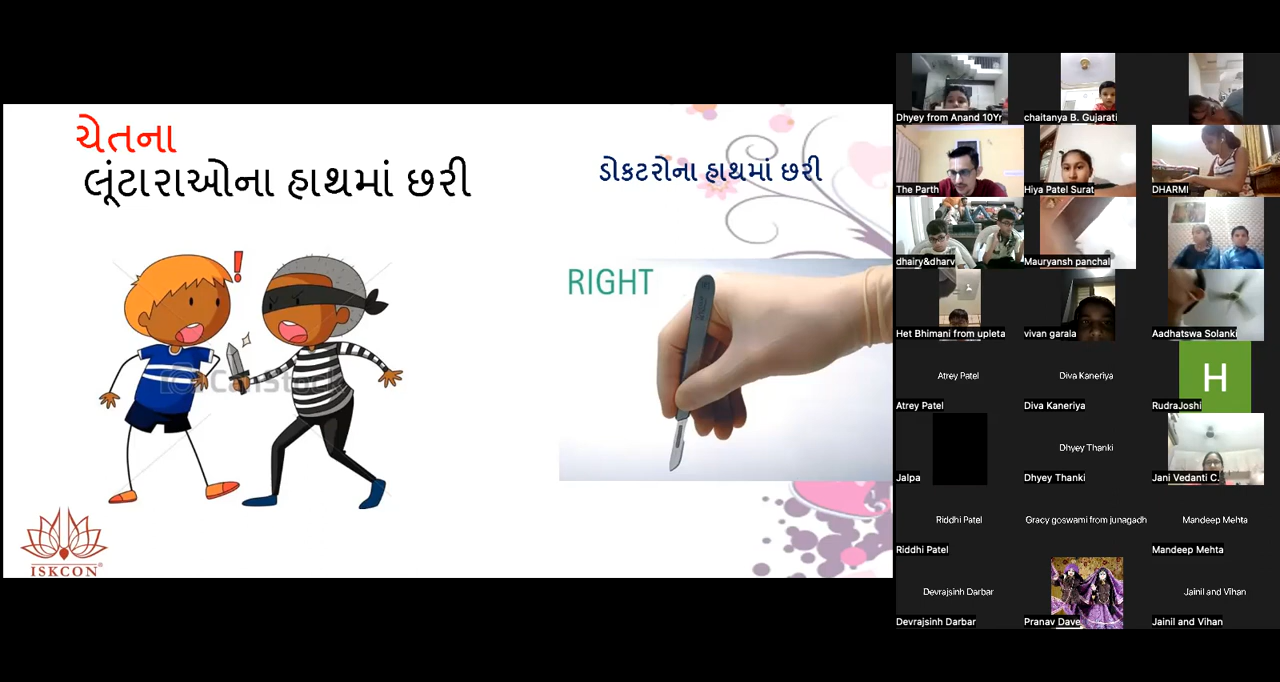 ચેતના
લૂંટારાઓના હાથમાં છરી
ડોકટરોના હાથમાં છરી
!
RIGHT
CanStock
ISKCON®
Dhyey from Anand 10Yr
chaitanya B. Gujarati
The Parth
Hiya Patel Surat
DHARMI
dhairy&dharv
Mauryansh panchal
Het Bhimani from upleta
vivan garala
Aadhatswa Solanki
Atrey Patel
Diva Kaneriya
H
Atrey Patel
Diva Kaneriya
RudraJoshi
Dhyey Thanki
Jalpa
Dhyey Thanki
Jani Vedanti C.
Riddhi Patel
Gracy goswami from junagadh
Mandeep Mehta
Riddhi Patel
Mandeep Mehta
Devrajsinh Darbar
Jainil and Vihan
Devrajsinh Darbar
Pranav Dave
Jainil and Vihan